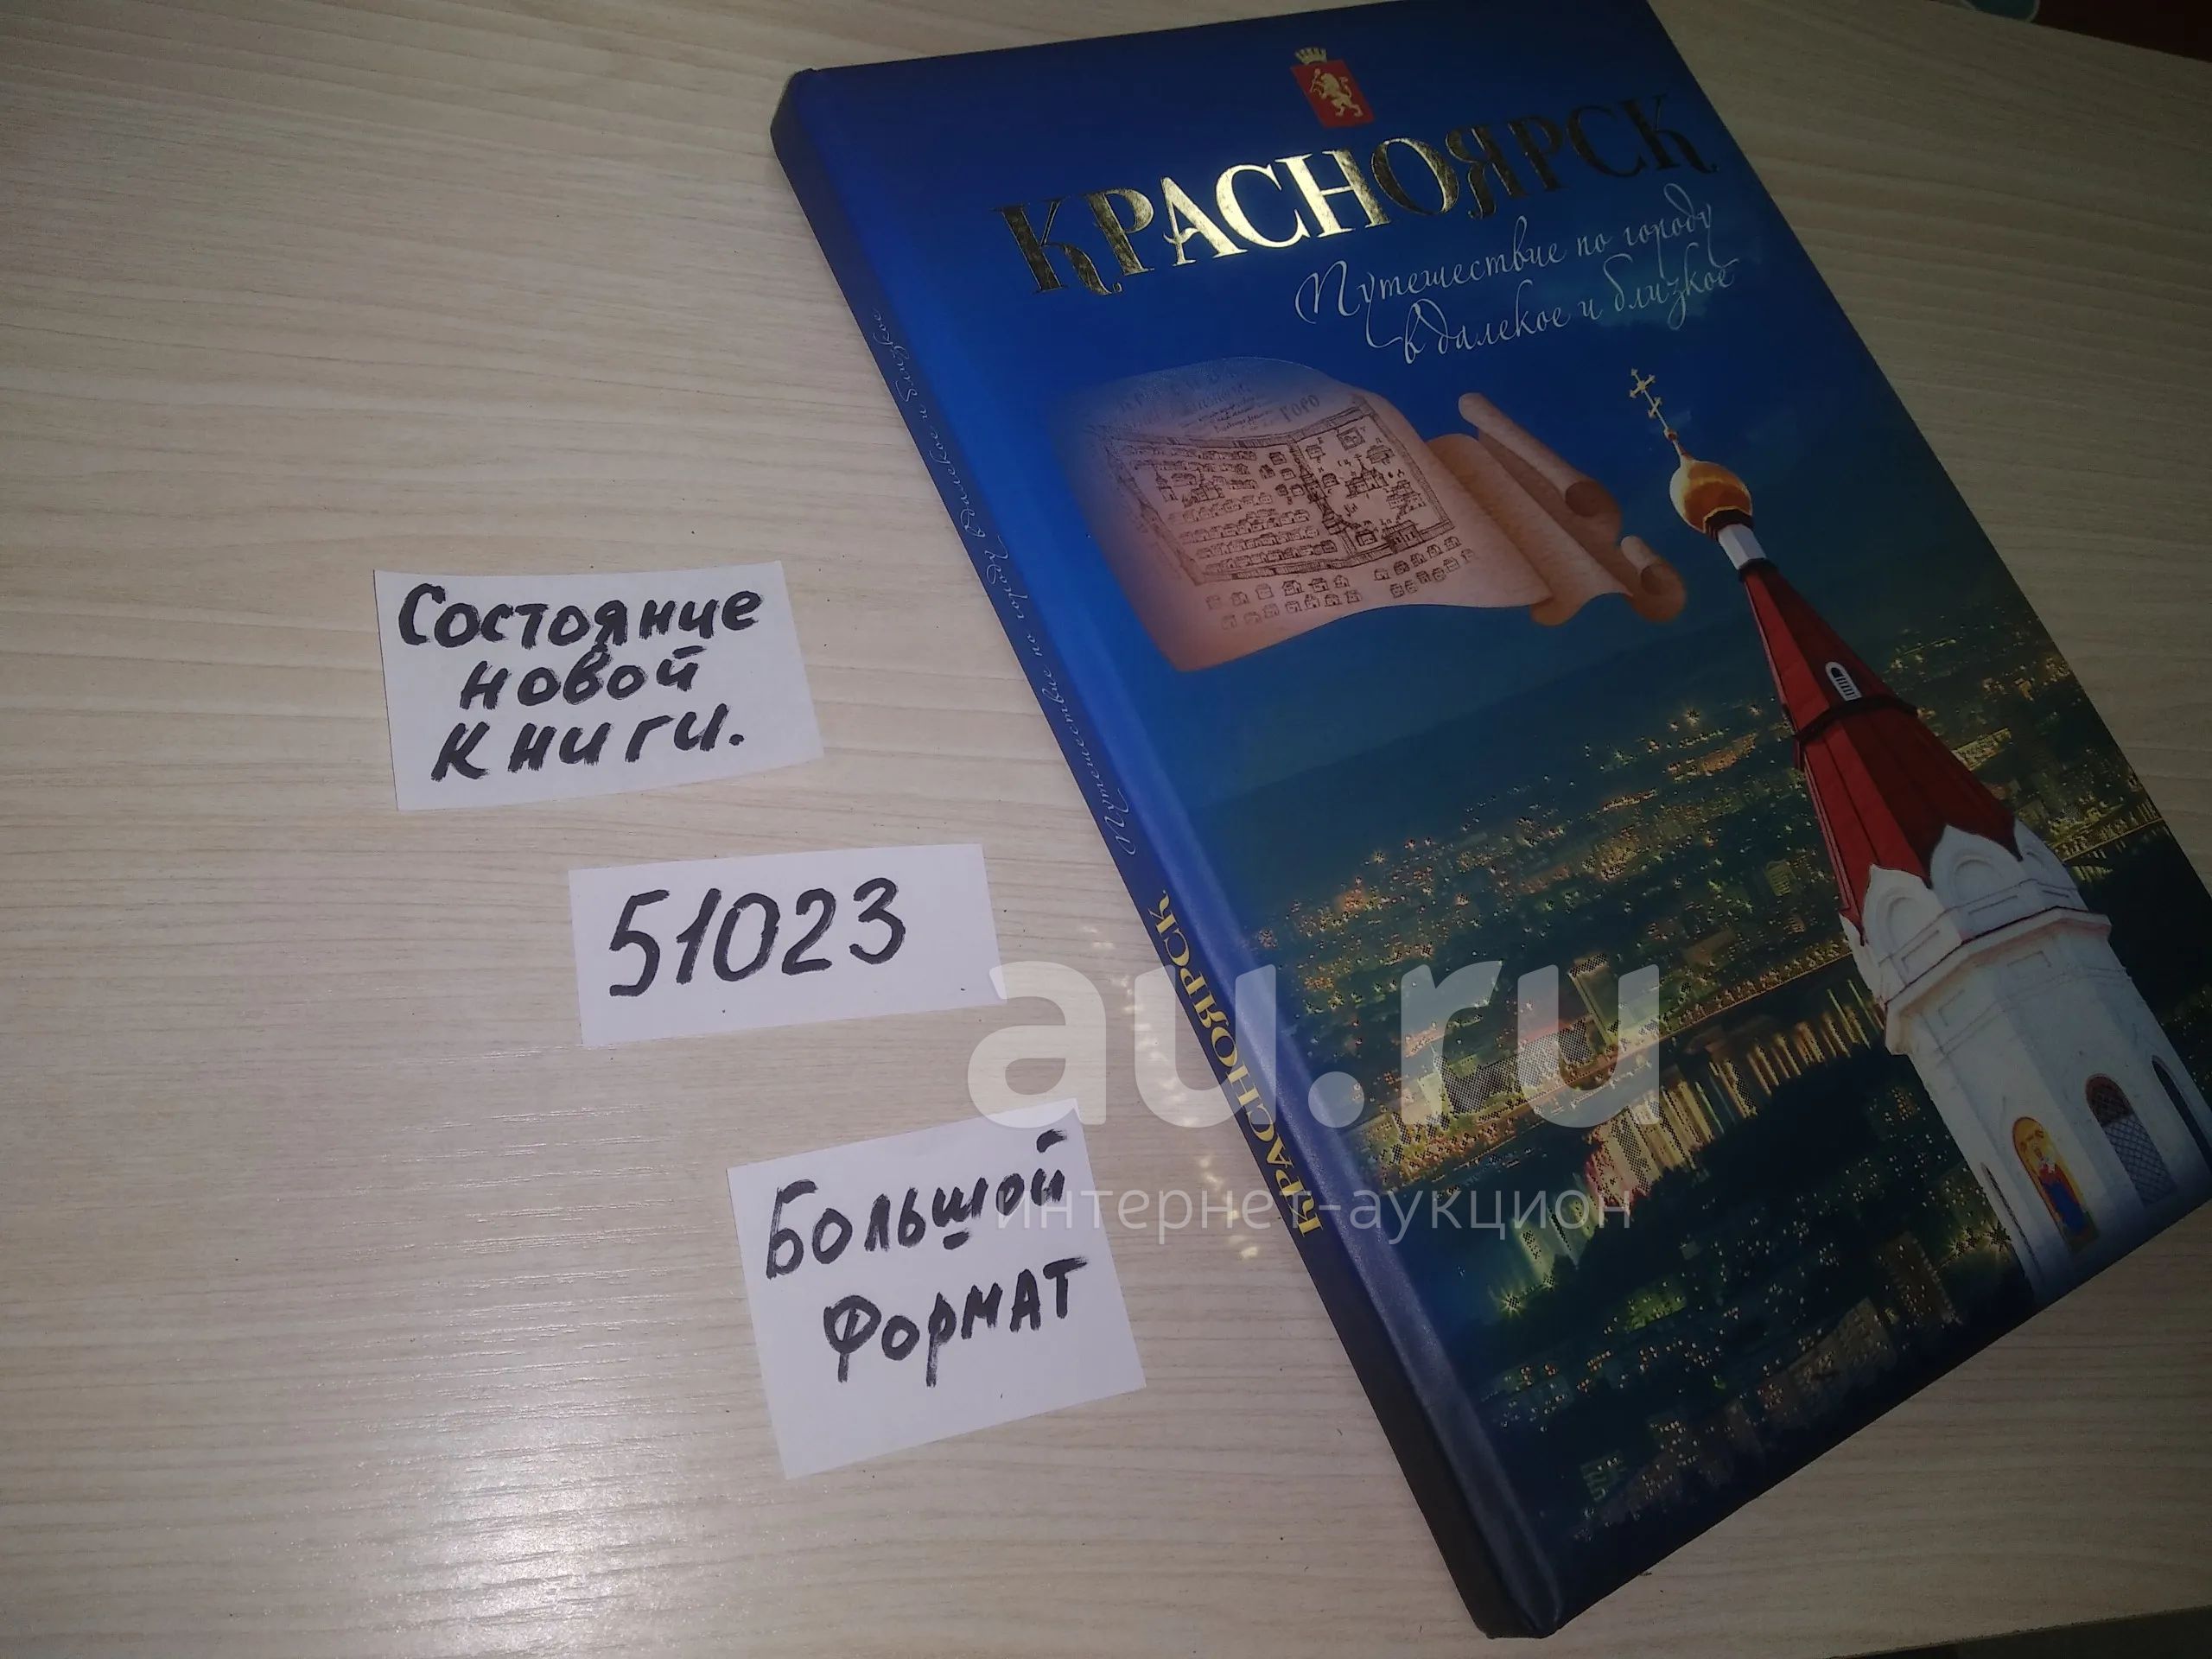 КРАСНОЯРСК
Путешествие по городу
в далекое и близкое
ГОРО
Путешествие по городу в далекое и близкое
КРАСНОЯРСК
Состояние
новой
книги.
51023
Большой
Формат
au.ru
интернет-аукцион